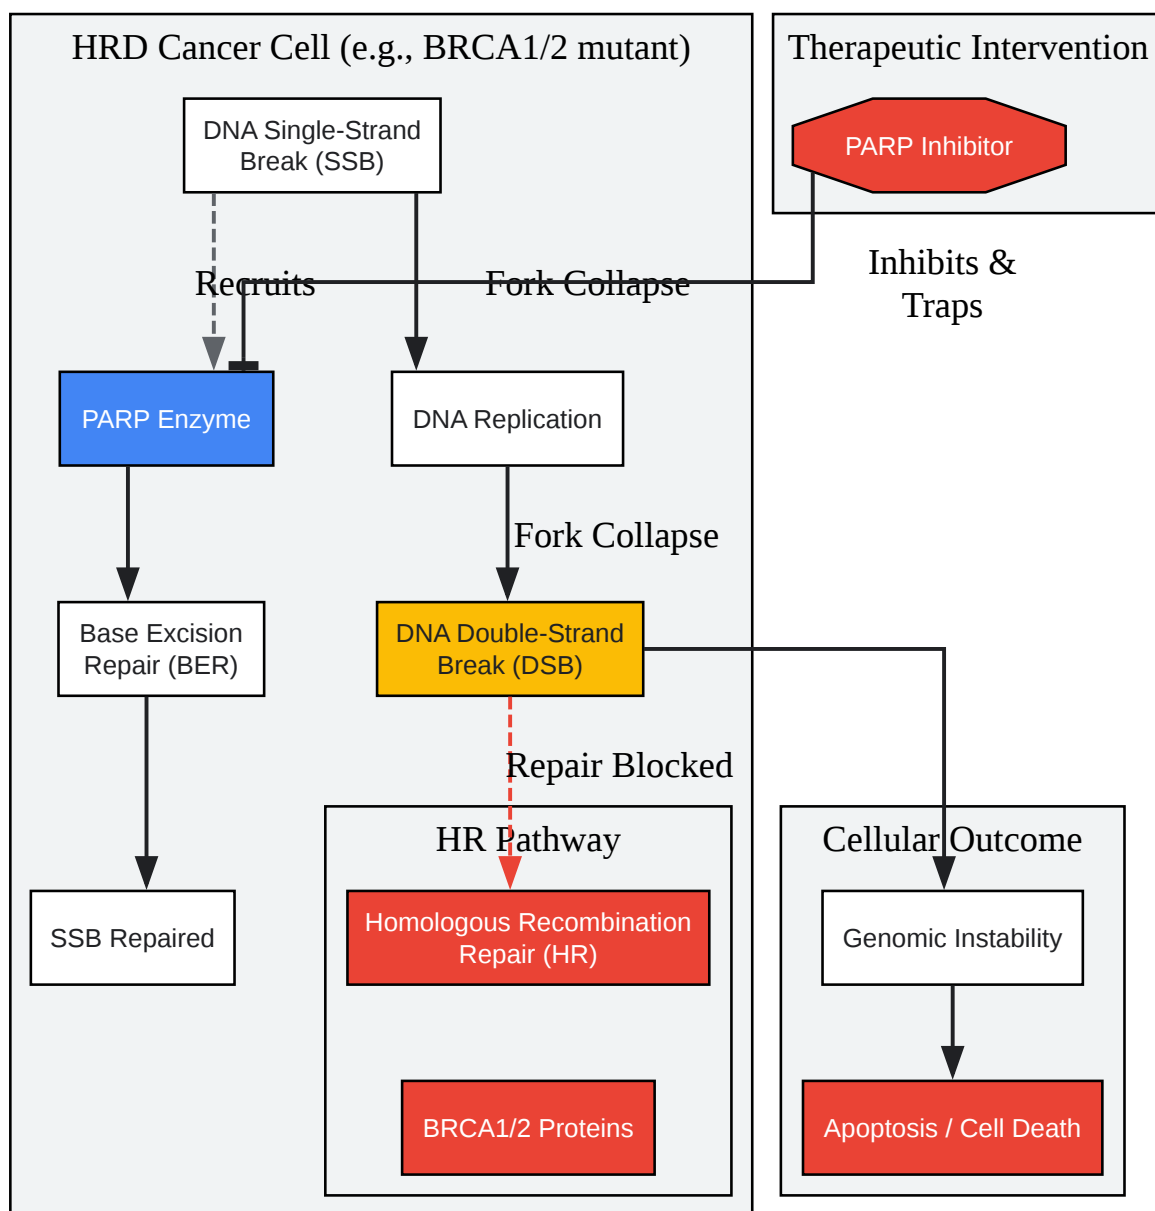 HRD Cancer Cell (e.g., BRCA1/2 mutant)
Therapeutic Intervention
DNA Single-Strand
Break (SSB)
PARP Inhibitor
Recruits
Fork Collapse
Inhibits &
Traps
PARP Enzyme
DNA Replication
Fork Collapse
Base Excision
Repair (BER)
DNA Double-Strand
Break (DSB)
Repair Blocked
HR Pathway
Cellular Outcome
SSB Repaired
Homologous Recombination
Repair (HR)
Genomic Instability
BRCA1/2 Proteins
Apoptosis / Cell Death